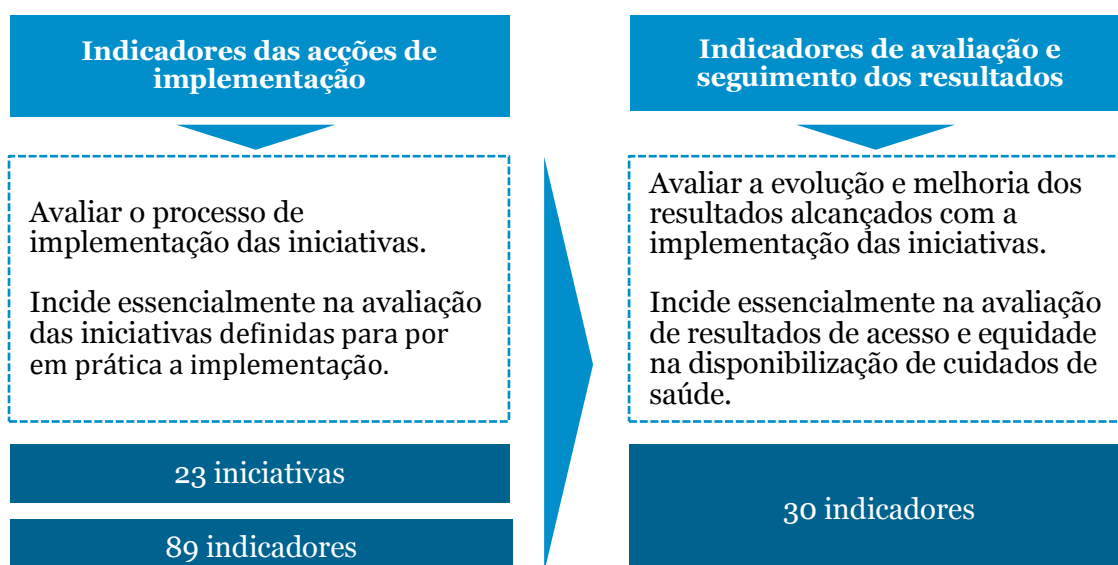 Indicadores das acções de
implementação
Avaliar o processo de
implementação das iniciativas.
Incide essencialmente na avaliação
das iniciativas definidas para por
em prática a implementação.
23 iniciativas
89 indicadores
Indicadores de avaliação e
seguimento dos resultados
Avaliar a evolução e melhoria dos
resultados alcançados com a
implementação das iniciativas.
Incide essencialmente na avaliação
de resultados de acesso e equidade
na disponibilização de cuidados de
saúde.
30 indicadores